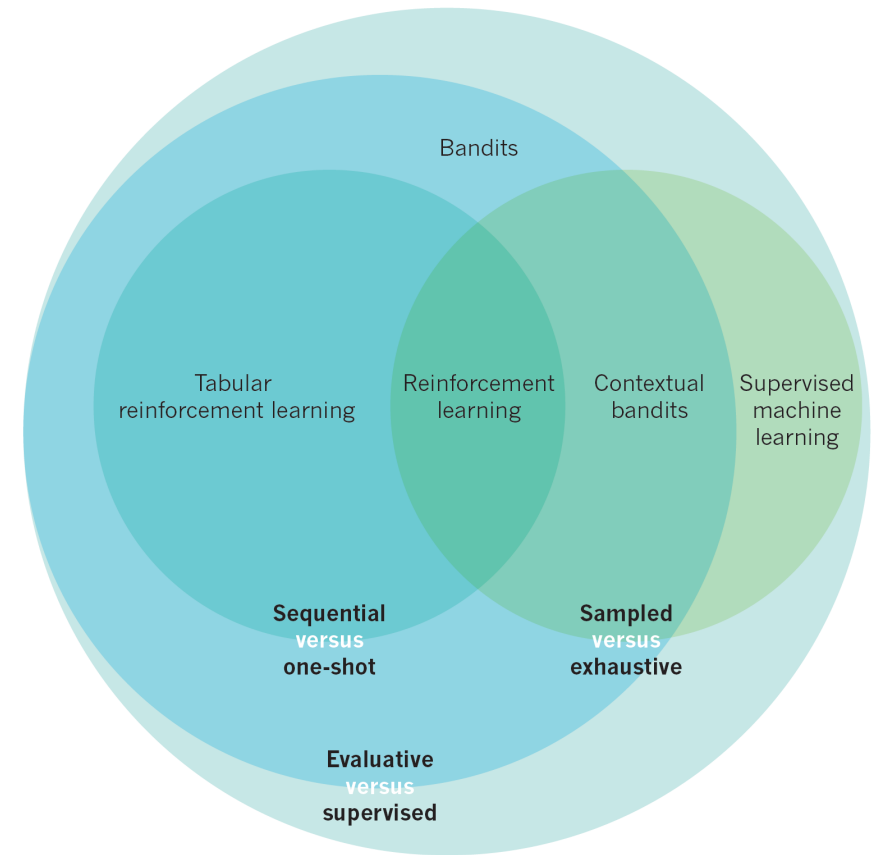 Bandits
Tabular
reinforcement learning
Reinforcement
learning
Contextual
bandits
Supervised
machine
learning
Sequential
versus
one-shot
Sampled
versus
exhaustive
Evaluative
versus
supervised